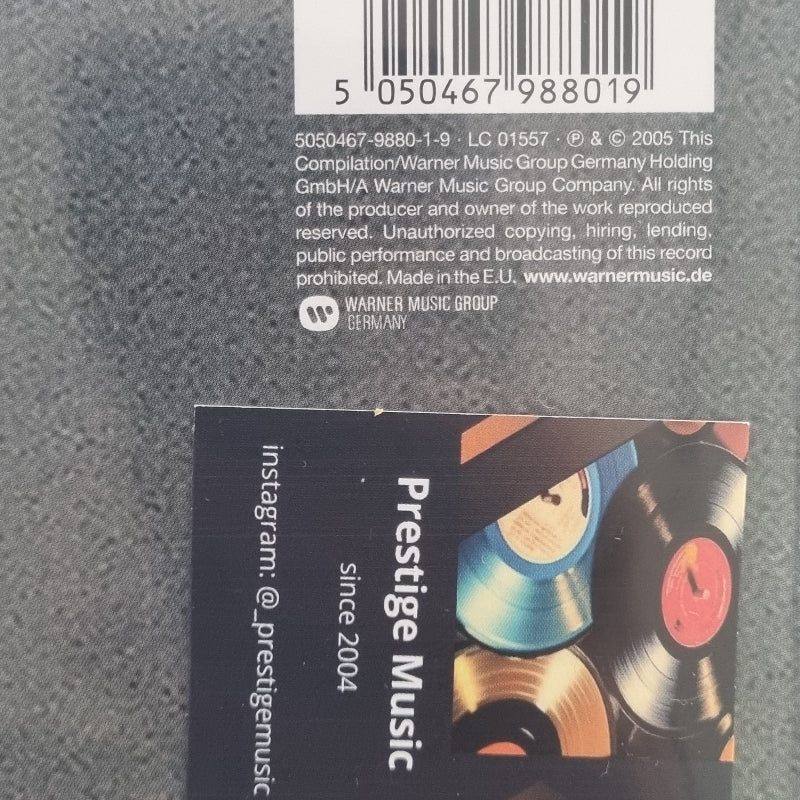 5 050467 988019
5050467-9880-1-9 · LC 01557 · ℗ & © 2005 This
Compilation/Warner Music Group Germany Holding
GmbH/A Warner Music Group Company. All rights
of the producer and owner of the work reproduced
reserved. Unauthorized copying, hiring, lending,
public performance and broadcasting of this record
prohibited. Made in the E.U. www.warnermusic.de
WARNER MUSIC GROUP
GERMANY
Prestige Music
since 2004
instagram: @_prestigemusic